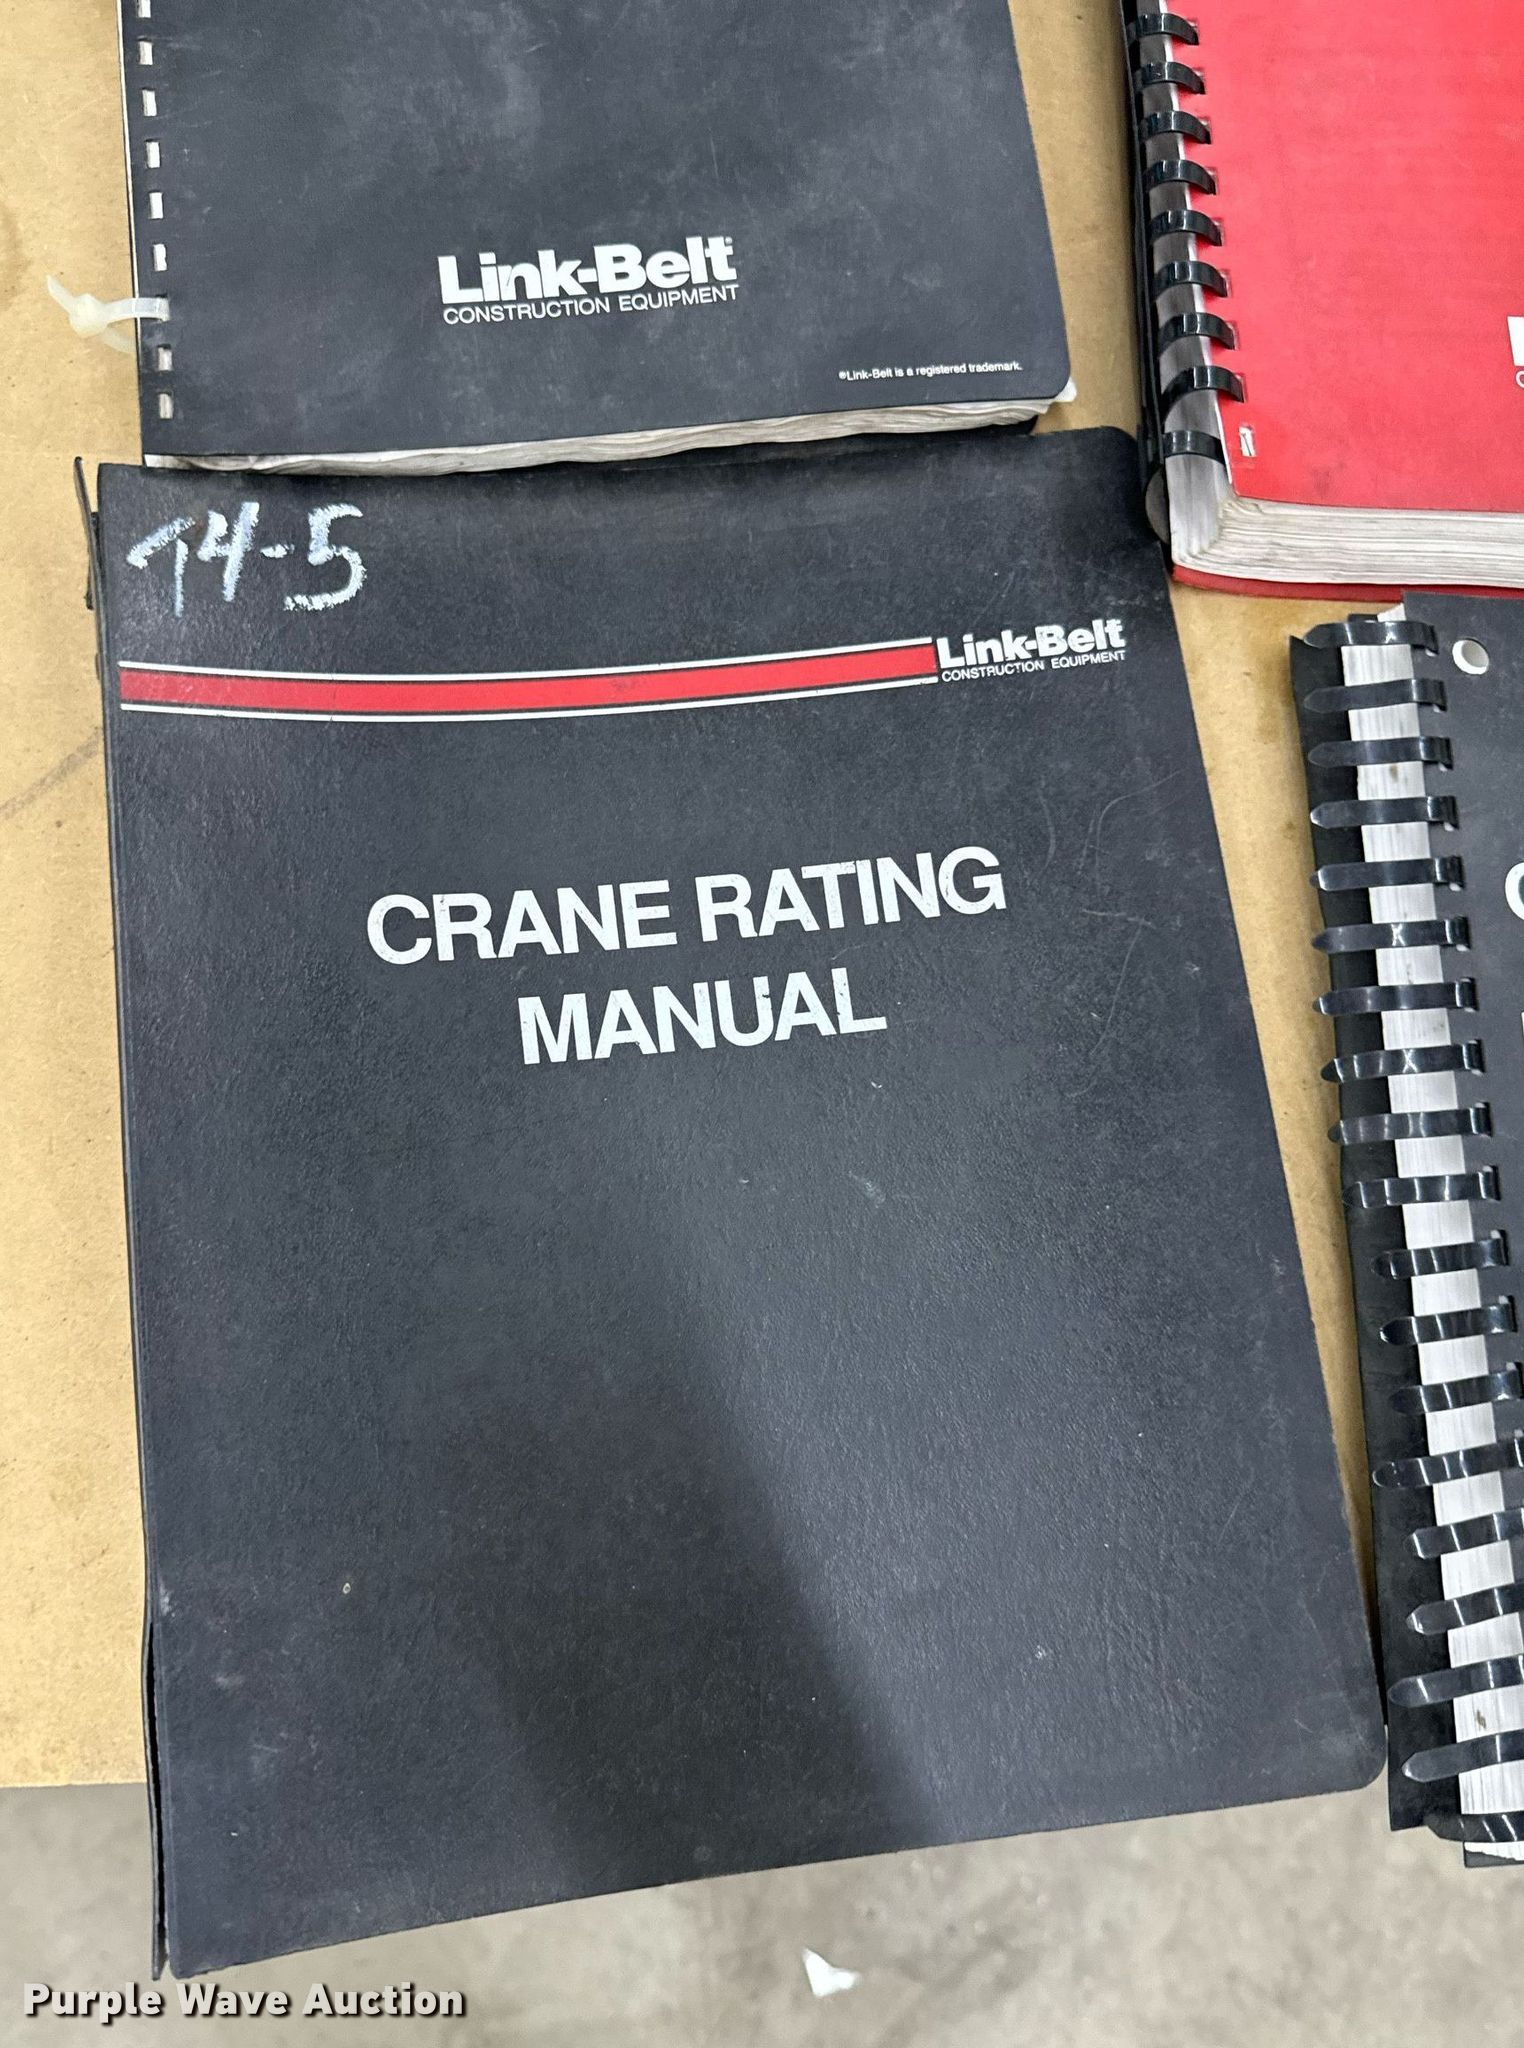 Link-Belt®
CONSTRUCTION EQUIPMENT
®Link-Belt is a registered trademark.
T4-5
Link-Belt®
CONSTRUCTION EQUIPMENT
CRANE RATING
MANUAL
Purple Wave Auction